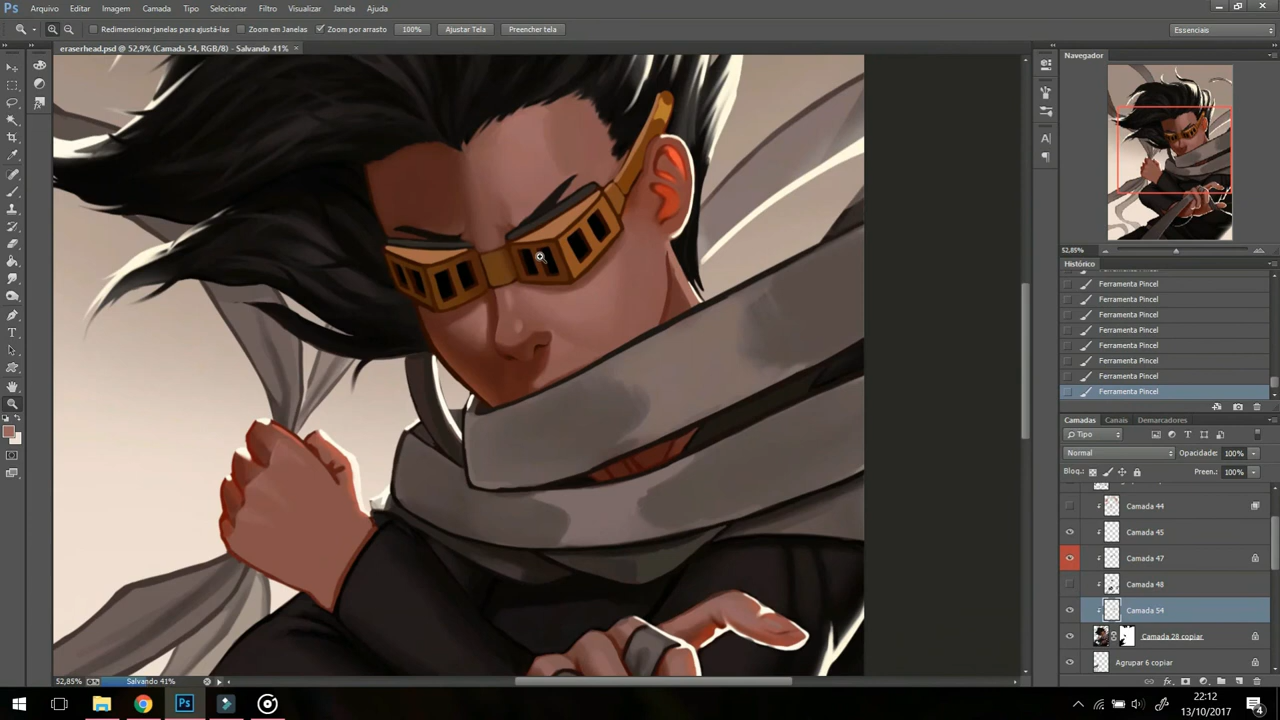 Ps Arquivo Editar Imagem Camada Tipo Selecionar Filtro Visualizar Janela Ajuda
Redimensionar janelas para ajustá-las Zoom em Janelas Zoom por arrasto 100% Ajustar Tela Preencher tela Essenciais
eraserhead.psd @ 52,9% (Camada 54, RGB/8) - Salvando 41% ×
Navegador
52,85%
Histórico
Ferramenta Pincel
Ferramenta Pincel
Ferramenta Pincel
Ferramenta Pincel
Ferramenta Pincel
Ferramenta Pincel
Ferramenta Pincel
Ferramenta Pincel
Camadas Canais Demarcadores
Tipo
Normal Opacidade: 100%
Bloq.: Preen.: 100%
Camada 44
Camada 45
Camada 47
Camada 48
Camada 54
Camada 28 copiar
Agrupar 6 copiar
52,85% Salvando 41%
Ps
22:12
13/10/2017
4